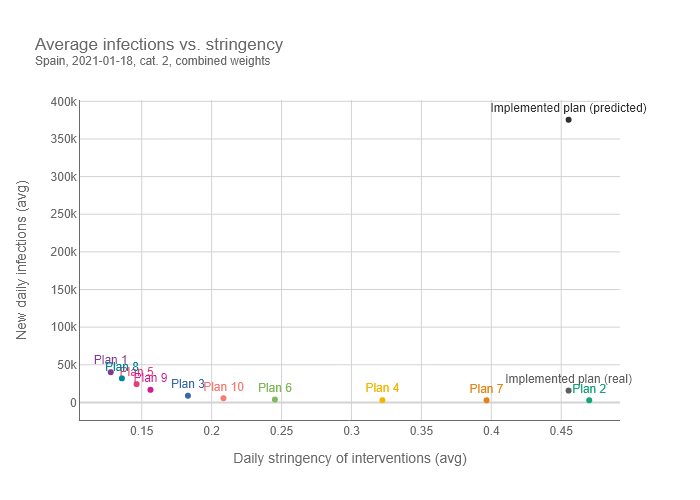 Average infections vs. stringency
Spain, 2021-01-18, cat. 2, combined weights
400k
350k
300k
250k
200k
150k
100k
50k
0
New daily infections (avg)
Implemented plan (predicted)
Plan 1
Plan 8
Plan 5
Plan 9
Plan 3
Plan 10
Plan 6
Plan 4
Plan 7
Implemented plan (real)
Plan 2
0.15
0.2
0.25
0.3
0.35
0.4
0.45
Daily stringency of interventions (avg)